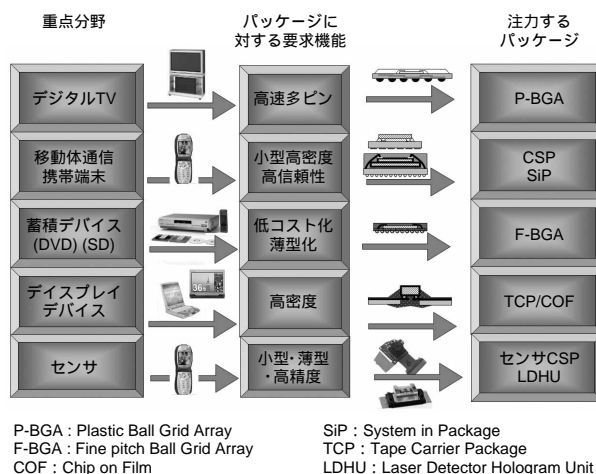 重点分野
パッケージに
対する要求機能
注力する
パッケージ
デジタルTV
高速多ピン
P-BGA
移動体通信
携帯端末
小型高密度
高信頼性
CSP
SiP
蓄積デバイス
(DVD) (SD)
低コスト化
薄型化
F-BGA
デイスプレイ
デバイス
36
高密度
TCP/COF
センサ
小型・薄型
・高精度
センサCSP
LDHU
P-BGA : Plastic Ball Grid Array
F-BGA : Fine pitch Ball Grid Array
COF : Chip on Film
SiP : System in Package
TCP : Tape Carrier Package
LDHU : Laser Detector Hologram Unit